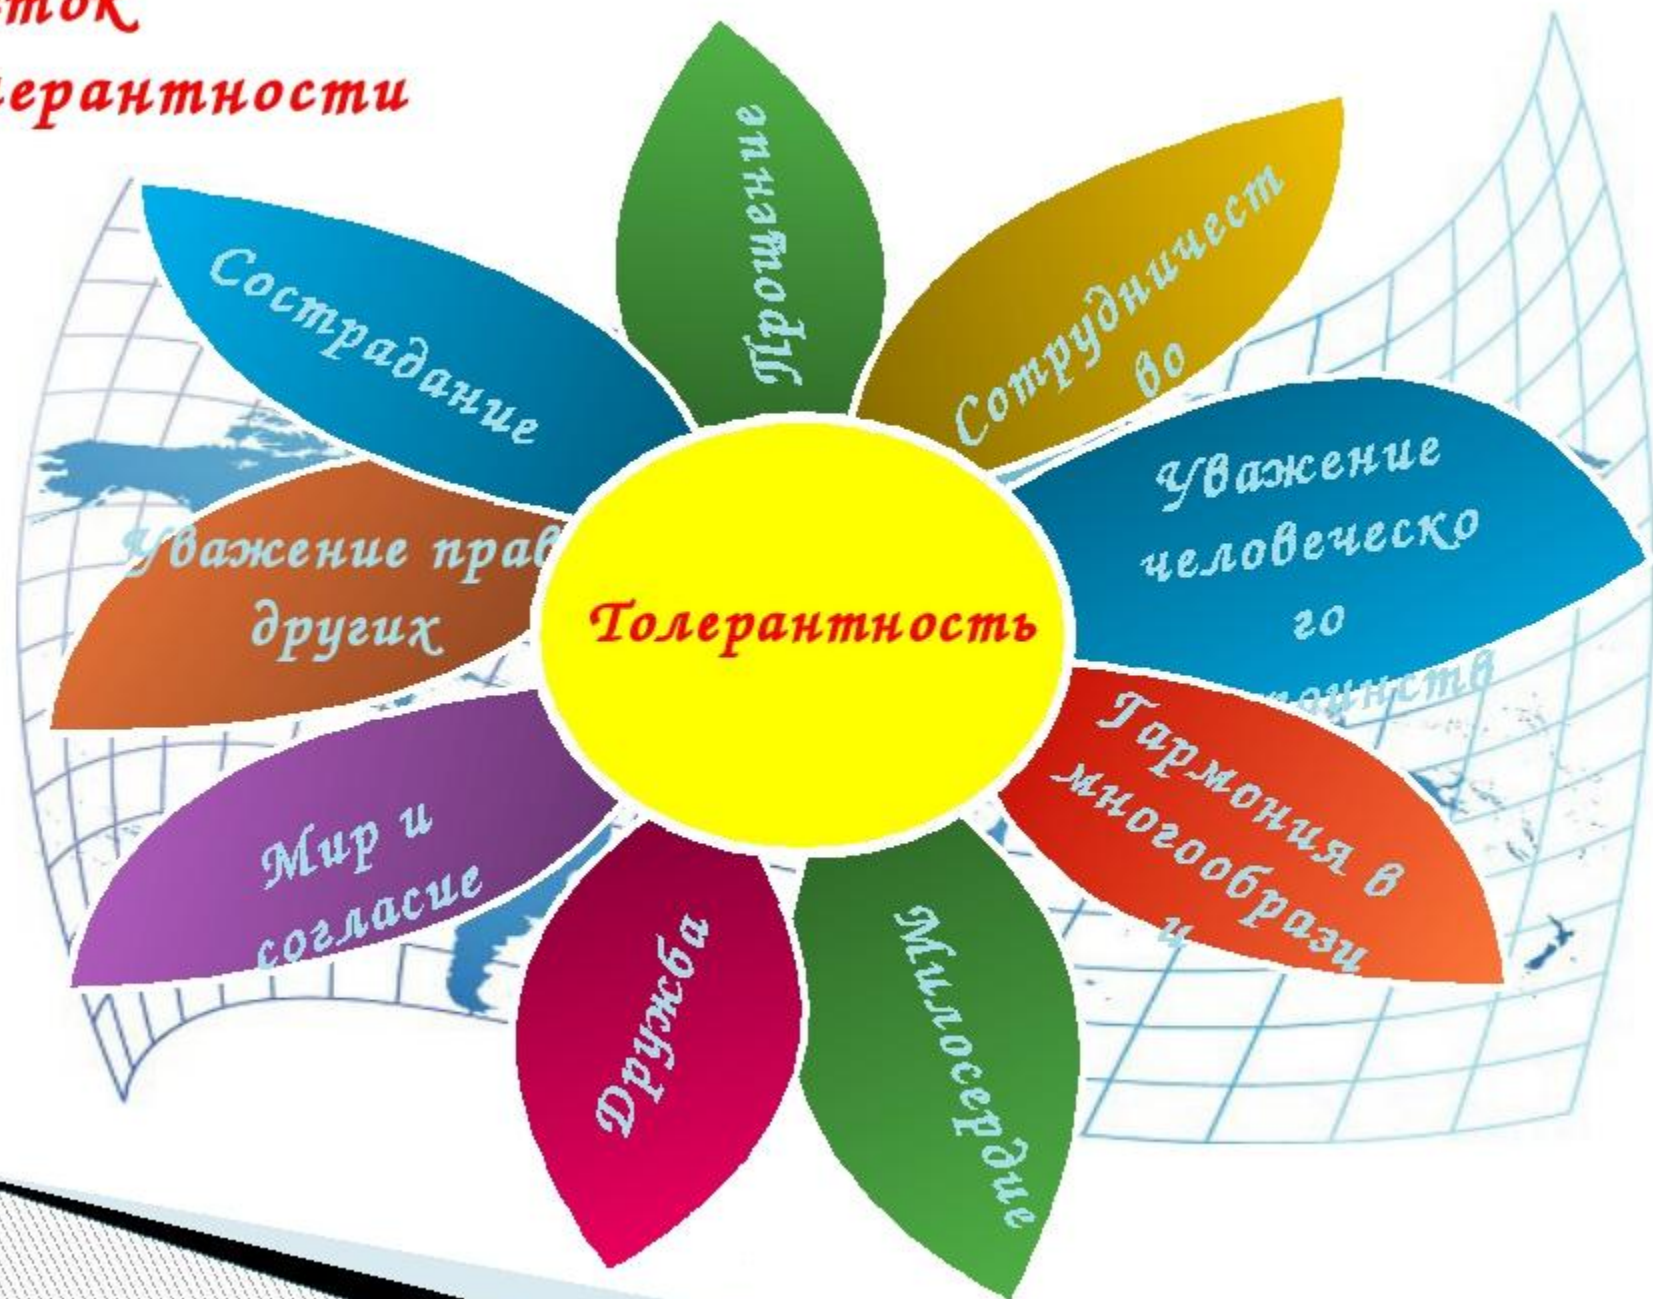 ток
ерантности
Прощение
Сотрудничест
во
Уважение
человеческо
го
Гармония в
многообрази
и
Милосердие
Дружба
Мир и
согласие
Уважение прав
других
Сострадание
Толерантность